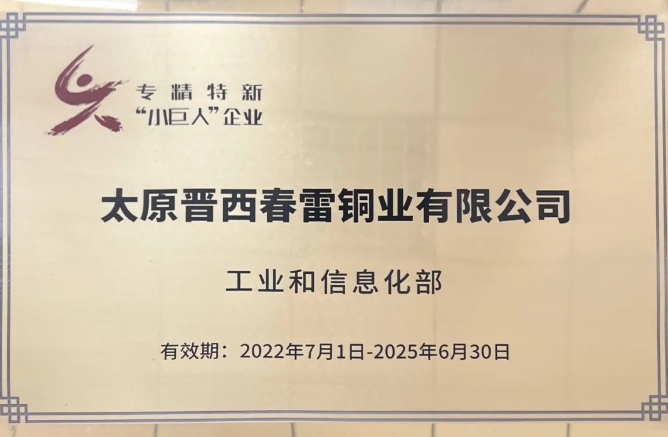 专精特新
“小巨人”企业
太原晋西春雷铜业有限公司
工业和信息化部
有效期：2022年7月1日-2025年6月30日